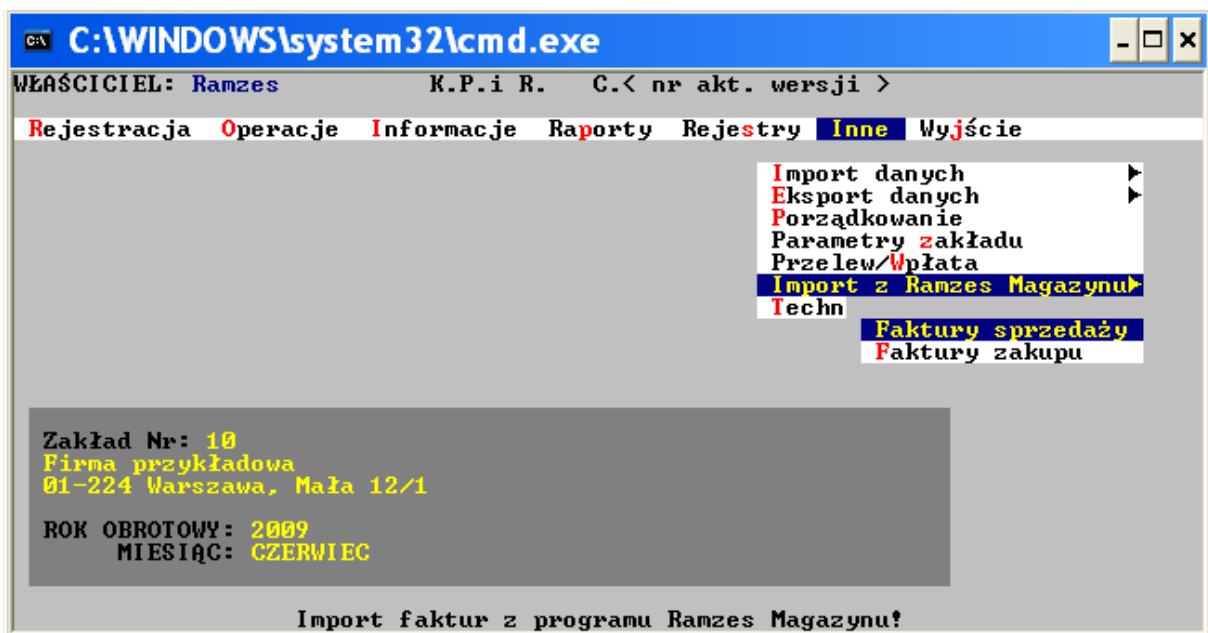 C:\WINDOWS\system32\cmd.exe
WŁAŚCICIEL: Ramzes K.P.i R. C.< nr akt. wersji >
Rejestracja Operacje Informacje Raporty Rejestry Inne Wyjście
Import danych
Eksport danych
Porządkowanie
Parametry zakładu
Przelew/Wpłata
Import z Ramzes Magazynu
Techn
Faktury sprzedaży
Faktury zakupu
Zakład Nr: 10
Firma przykładowa
01-224 Warszawa, Mała 12/1
ROK OBROTOWY: 2009
MIESIĄC: CZERWIEC
Import faktur z programu Ramzes Magazynu!